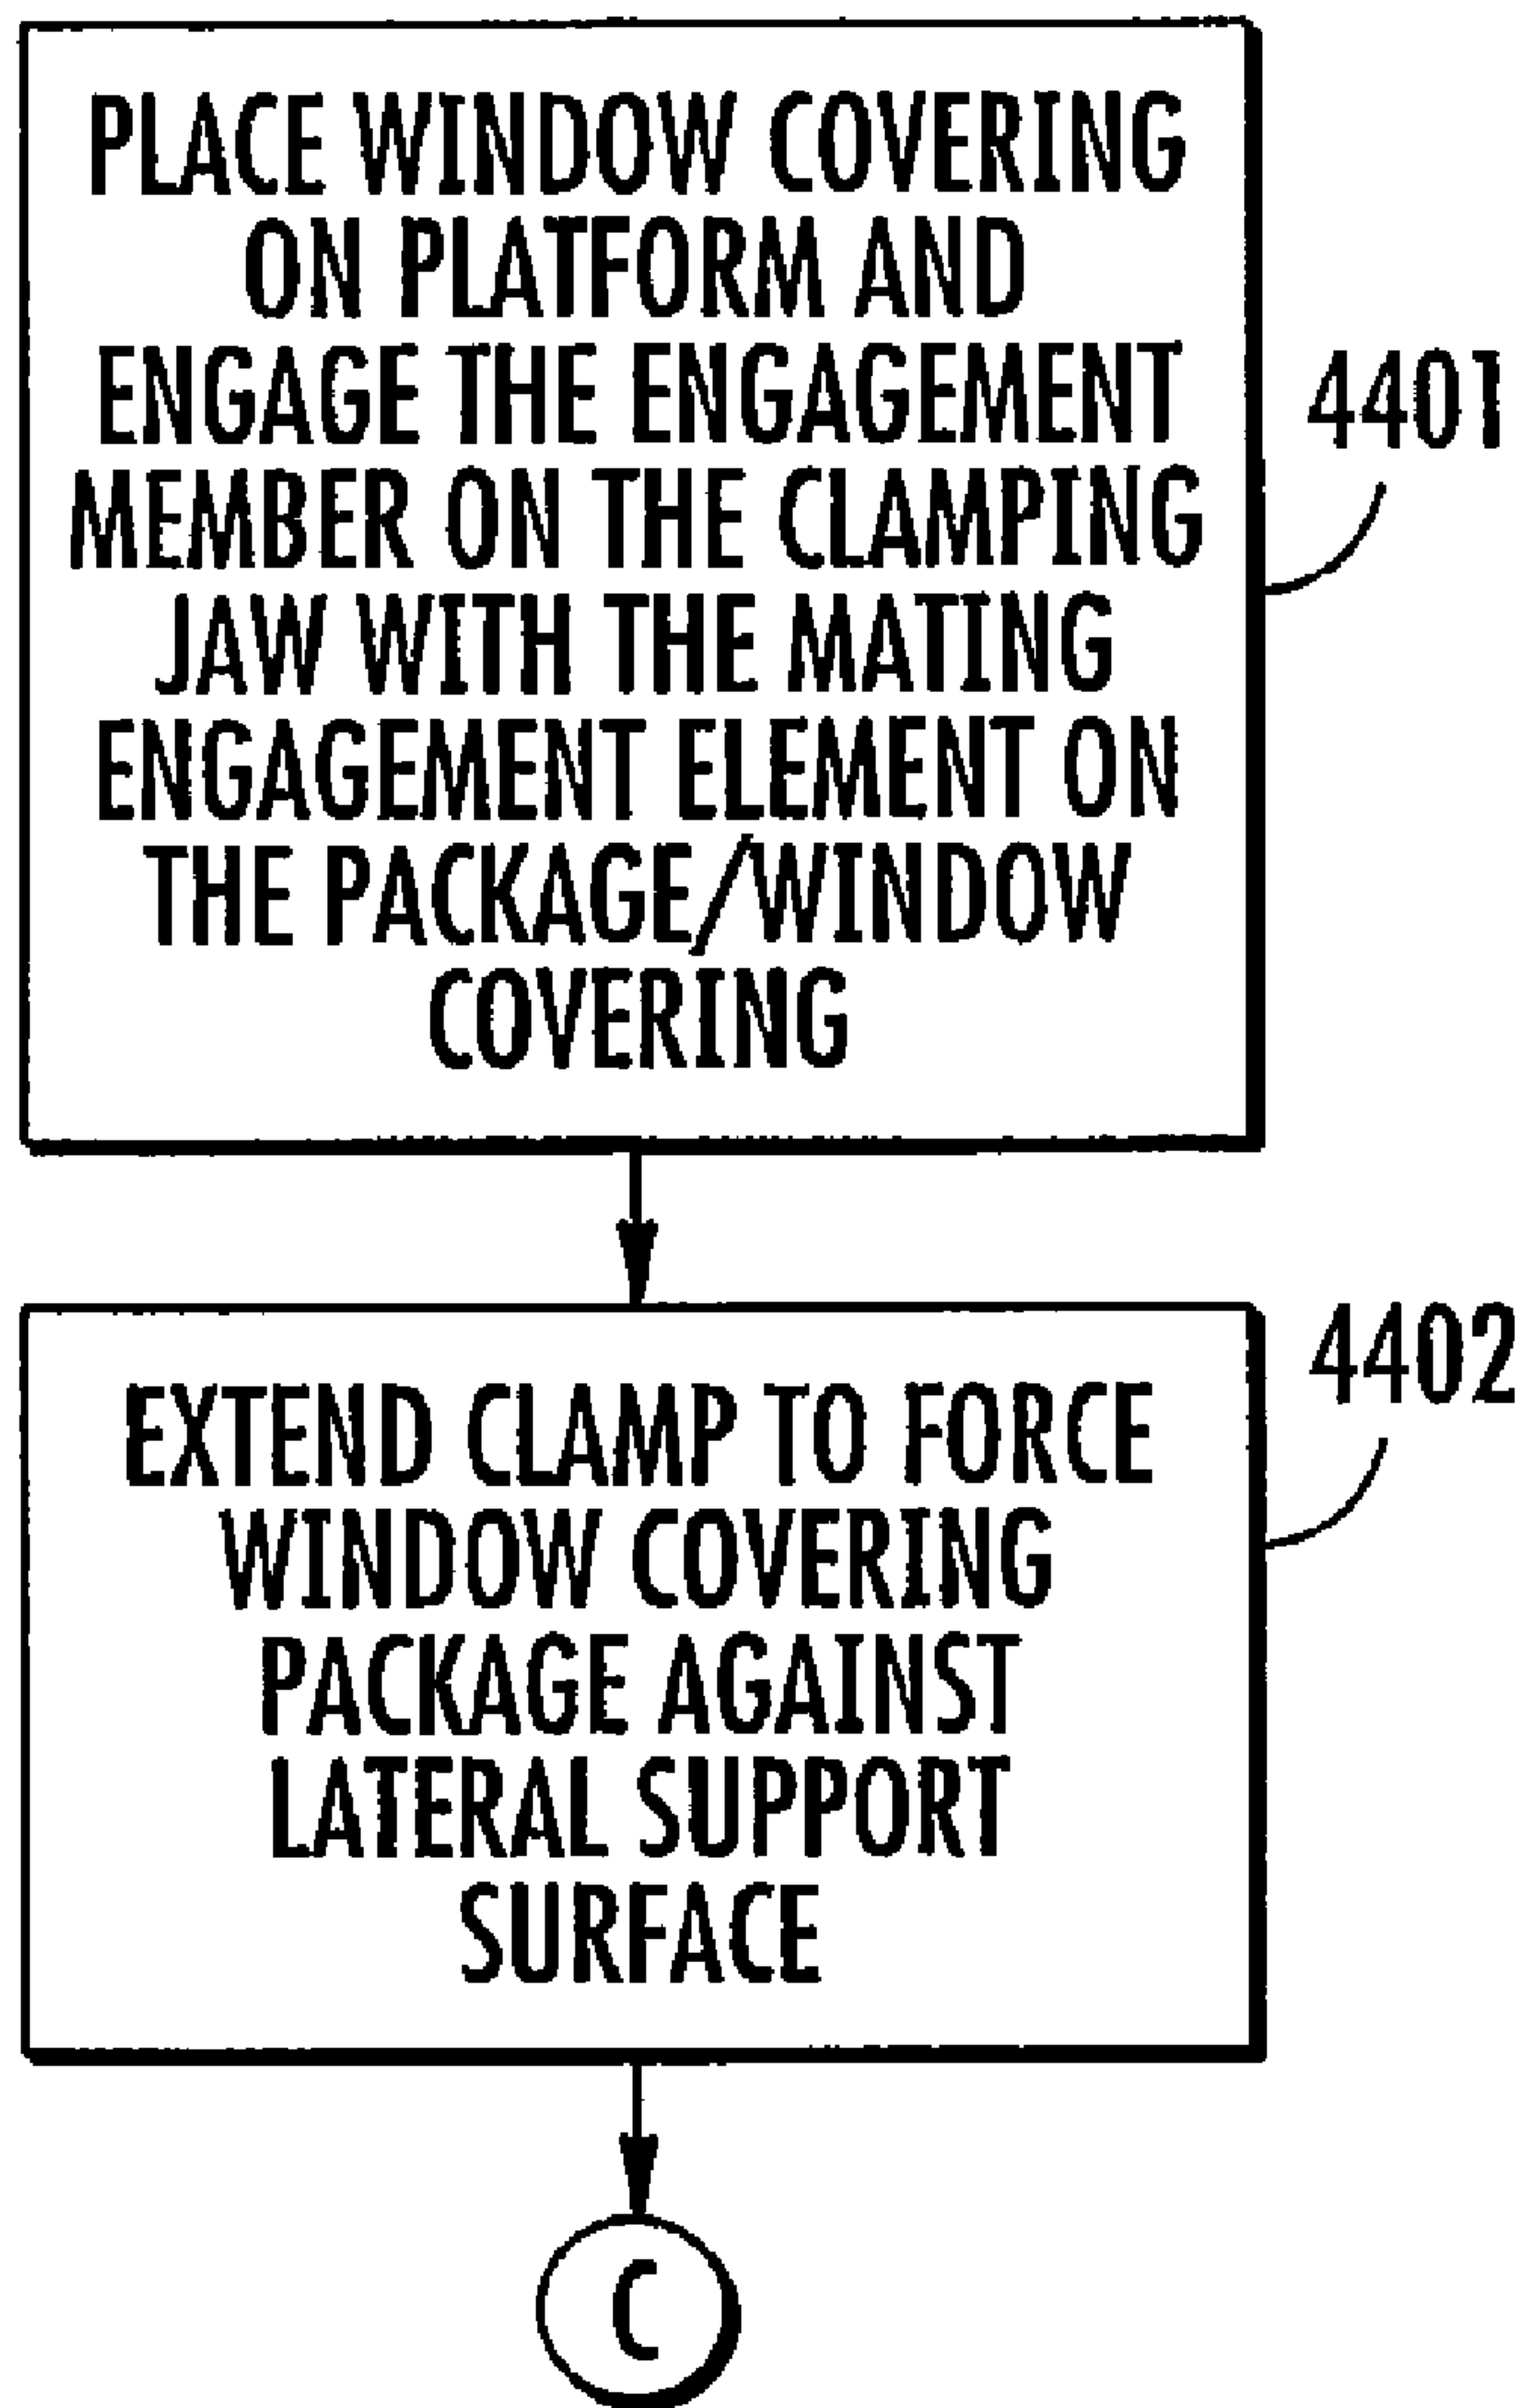 PLACE WINDOW COVERING
ON PLATFORM AND
ENGAGE THE ENGAGEMENT
MEMBER ON THE CLAMPING
JAW WITH THE MATING
ENGAGEMENT ELEMENT ON
THE PACKAGE/WINDOW
COVERING
4401
EXTEND CLAMP TO FORCE
WINDOW COVERING
PACKAGE AGAINST
LATERAL SUPPORT
SURFACE
4402
C